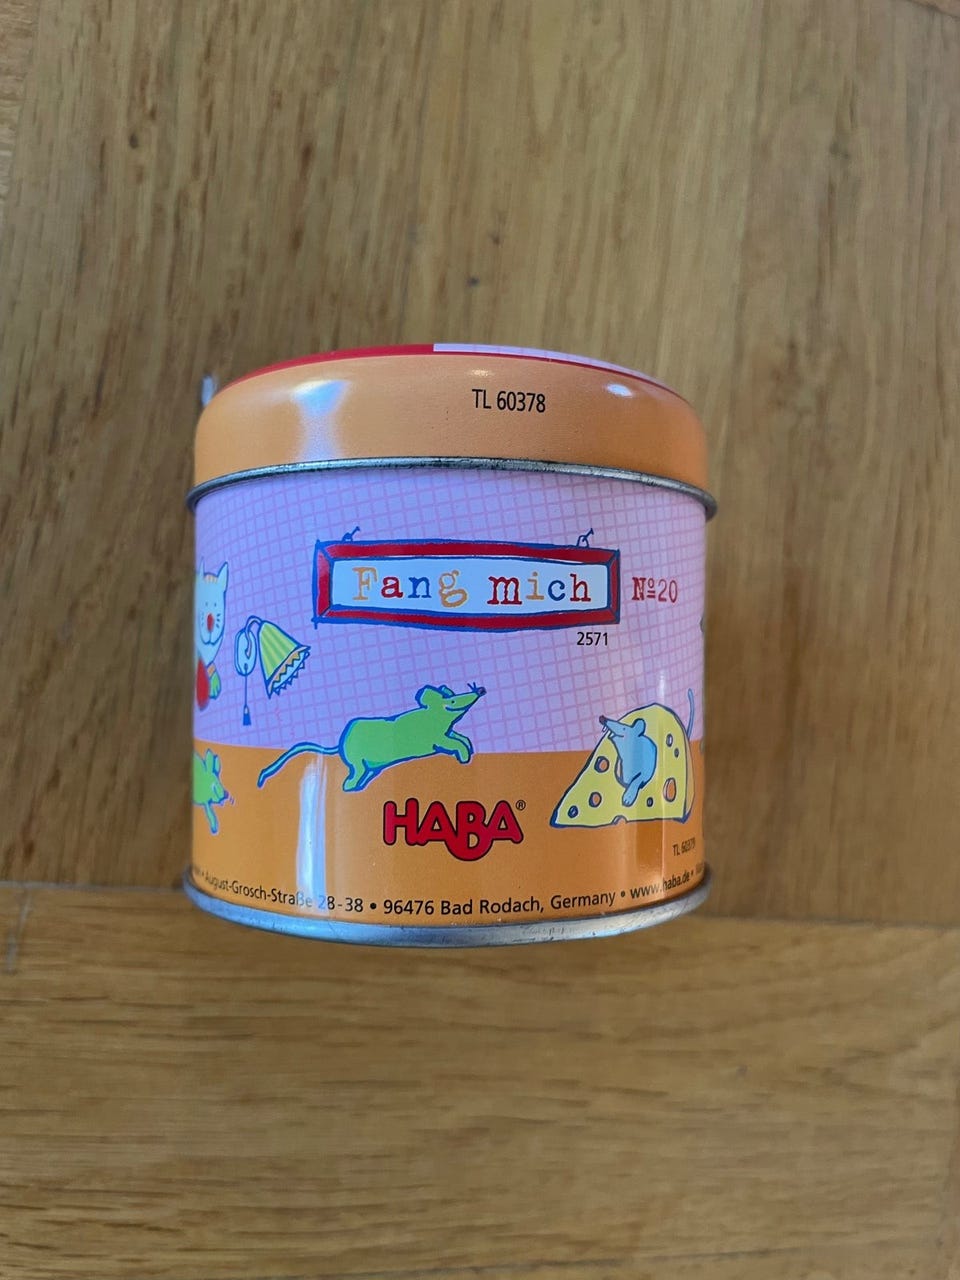 TL 60378
Fang mich
Nº20
2571
HABA®
August-Grosch-Straße 28-38 • 96476 Bad Rodach, Germany • www.haba.de •